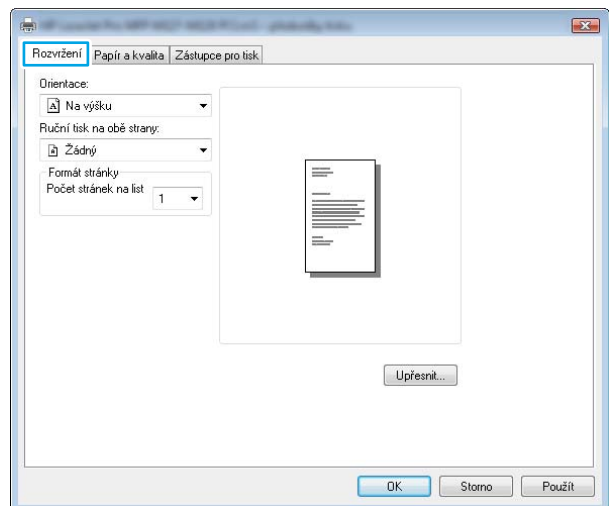 Rozvržení
Papír a kvalita
Zástupce pro tisk
Orientace:
Na výšku
Ruční tisk na obě strany:
Žádný
Formát stránky
Počet stránek na list
1
Upřesnit...
OK
Storno
Použít